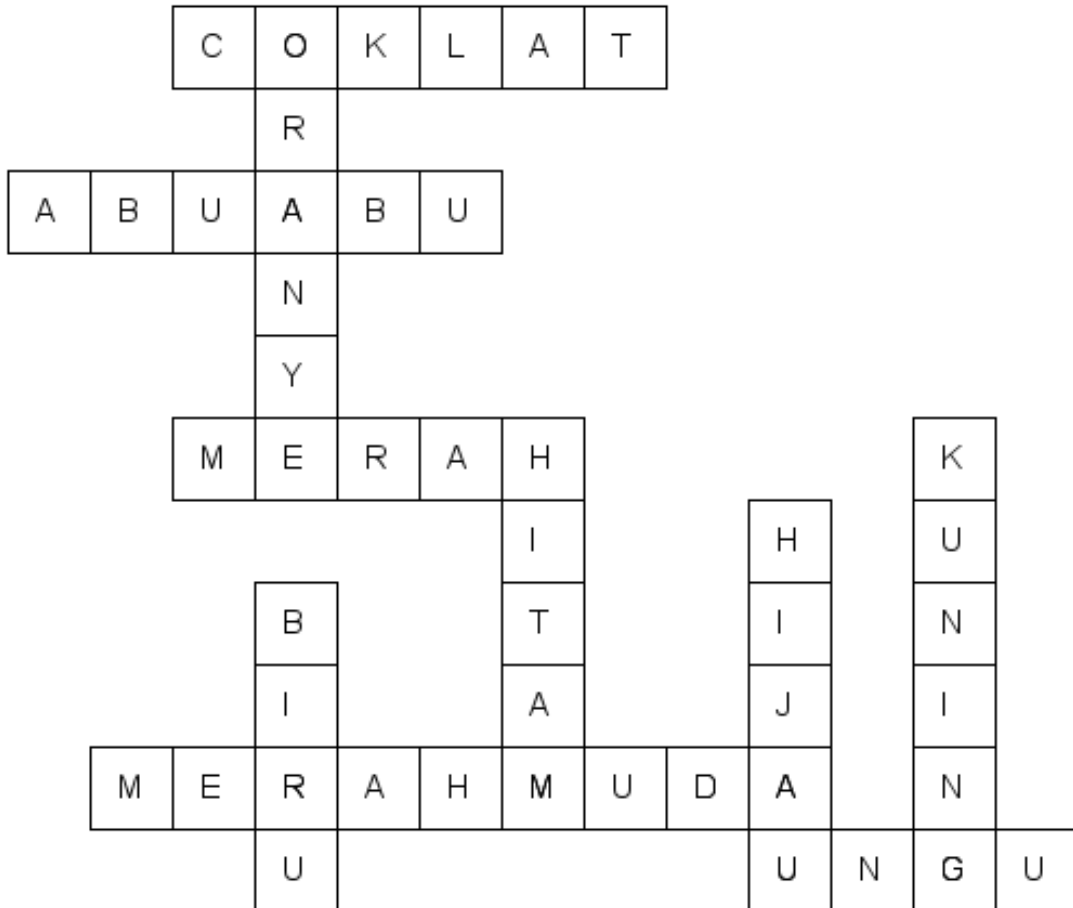 C O K L A T
R
A B U A B U
N
Y
M E R A H K
I H U
B T I N
I A J I
M E R A H M U D A N
U U N G U